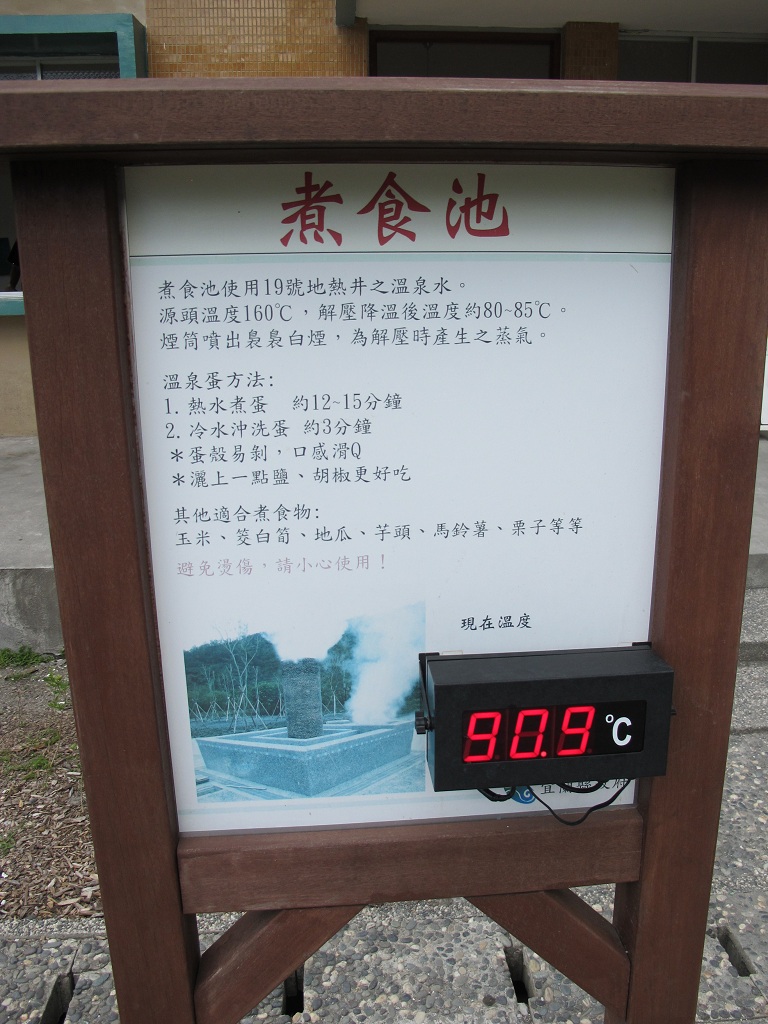 煮食池
煮食池使用19號地熱井之溫泉水。
源頭溫度160℃，解壓降溫後溫度約80~85℃。
煙筒噴出裊裊白煙，為解壓時產生之蒸氣。
溫泉蛋方法:
1. 熱水煮蛋 約12~15分鐘
2. 冷水沖洗蛋 約3分鐘
＊蛋殼易剝，口感滑Q
＊灑上一點鹽、胡椒更好吃
其他適合煮食物:
玉米、筊白筍、地瓜、芋頭、馬鈴薯、栗子等等
避免燙傷，請小心使用！
現在溫度
90.9 ℃